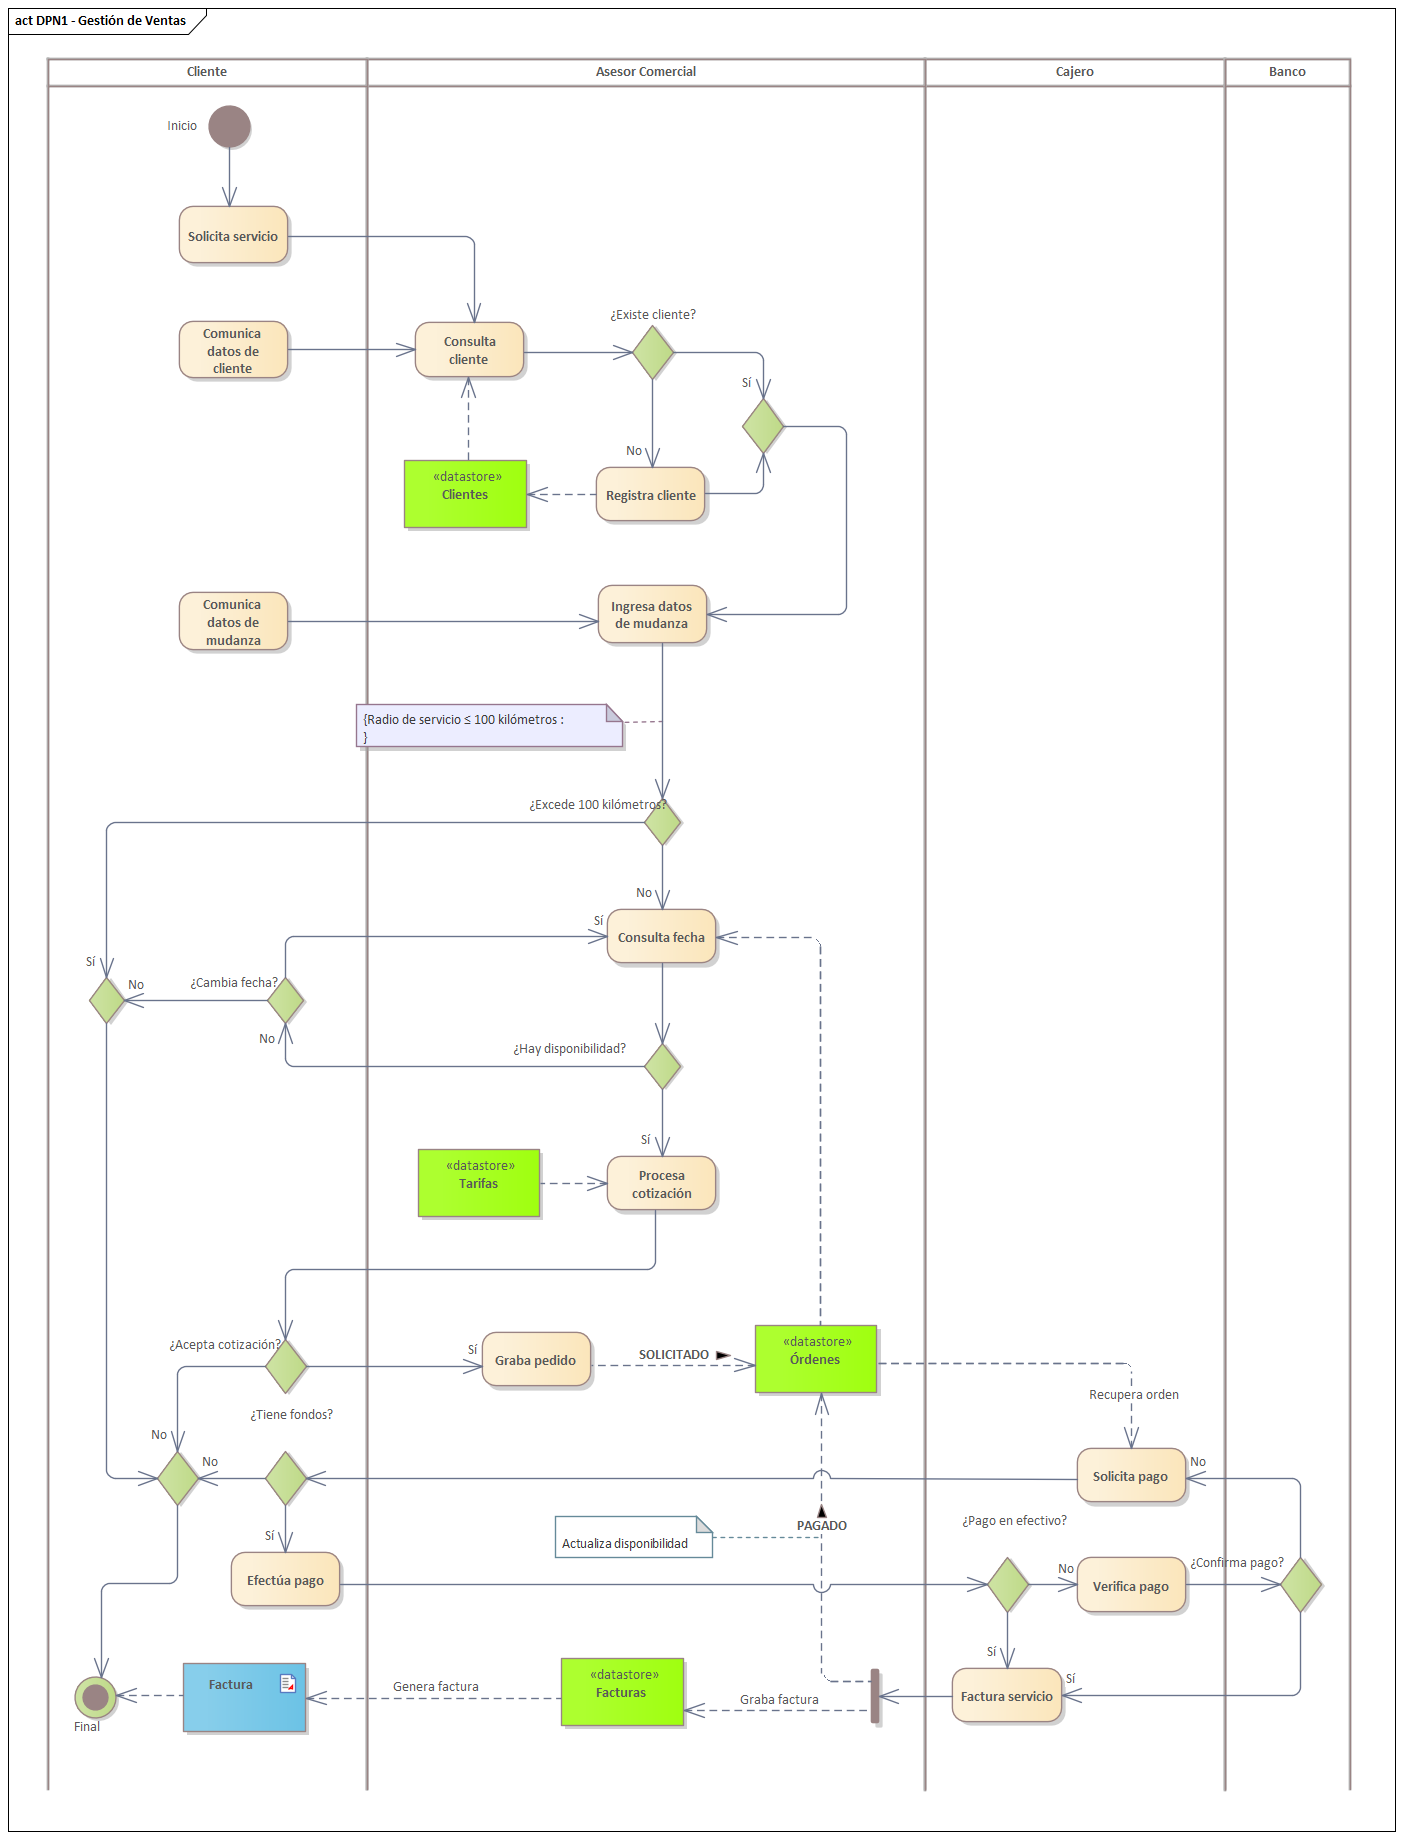 act DPN1 - Gestión de Ventas
Cliente
Asesor Comercial
Cajero
Banco
Inicio
Solicita servicio
¿Existe cliente?
Comunica
datos de
cliente
Consulta
cliente
Sí
No
«datastore»
Clientes
Registra cliente
Comunica
datos de
mudanza
Ingresa datos
de mudanza
{Radio de servicio ≤ 100 kilómetros :
}
¿Excede 100 kilómetros?
No
Sí
Consulta fecha
Sí
¿Cambia fecha?
No
No
¿Hay disponibilidad?
Sí
«datastore»
Tarifas
Procesa
cotización
¿Acepta cotización?
Sí
Graba pedido
SOLICITADO
«datastore»
Órdenes
Recupera orden
¿Tiene fondos?
No
No
Solicita pago
No
¿Pago en efectivo?
PAGADO
Actualiza disponibilidad
Sí
Efectúa pago
No
Verifica pago
¿Confirma pago?
Sí
Sí
Factura servicio
Factura
Genera factura
«datastore»
Facturas
Graba factura
Final